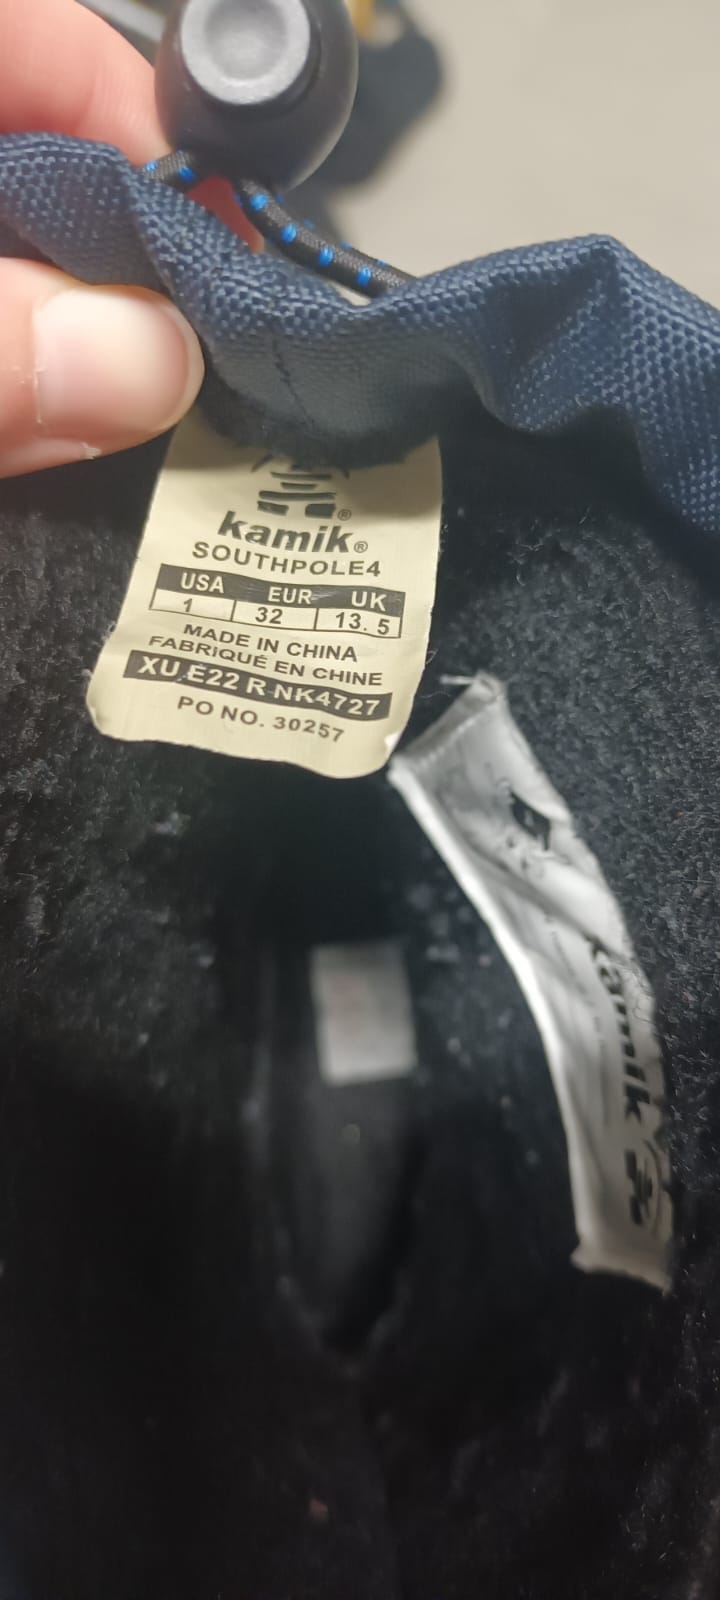 kamik®
SOUTHPOLE4
USA EUR UK
1 32 13.5
MADE IN CHINA
FABRIQUÉ EN CHINE
XU E22 R NK4727
PO NO. 30257
kamik